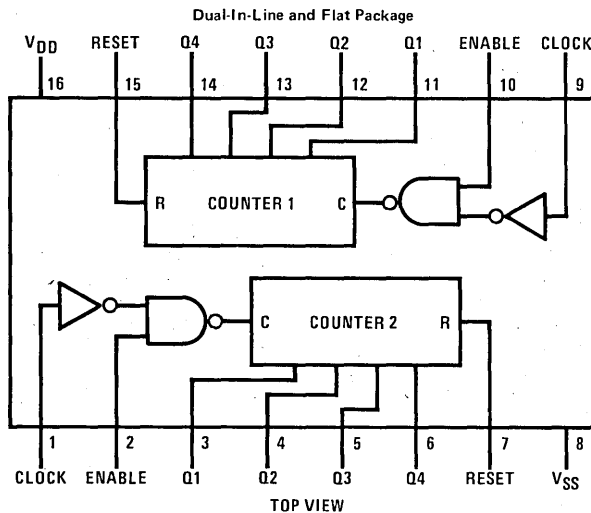 Dual-In-Line and Flat Package
VDD RESET Q4 Q3 Q2 Q1 ENABLE CLOCK
16 15 14 13 12 11 10 9
R COUNTER 1 C
C COUNTER 2 R
1 2 3 4 5 6 7 8
CLOCK ENABLE Q1 Q2 Q3 Q4 RESET VSS
TOP VIEW